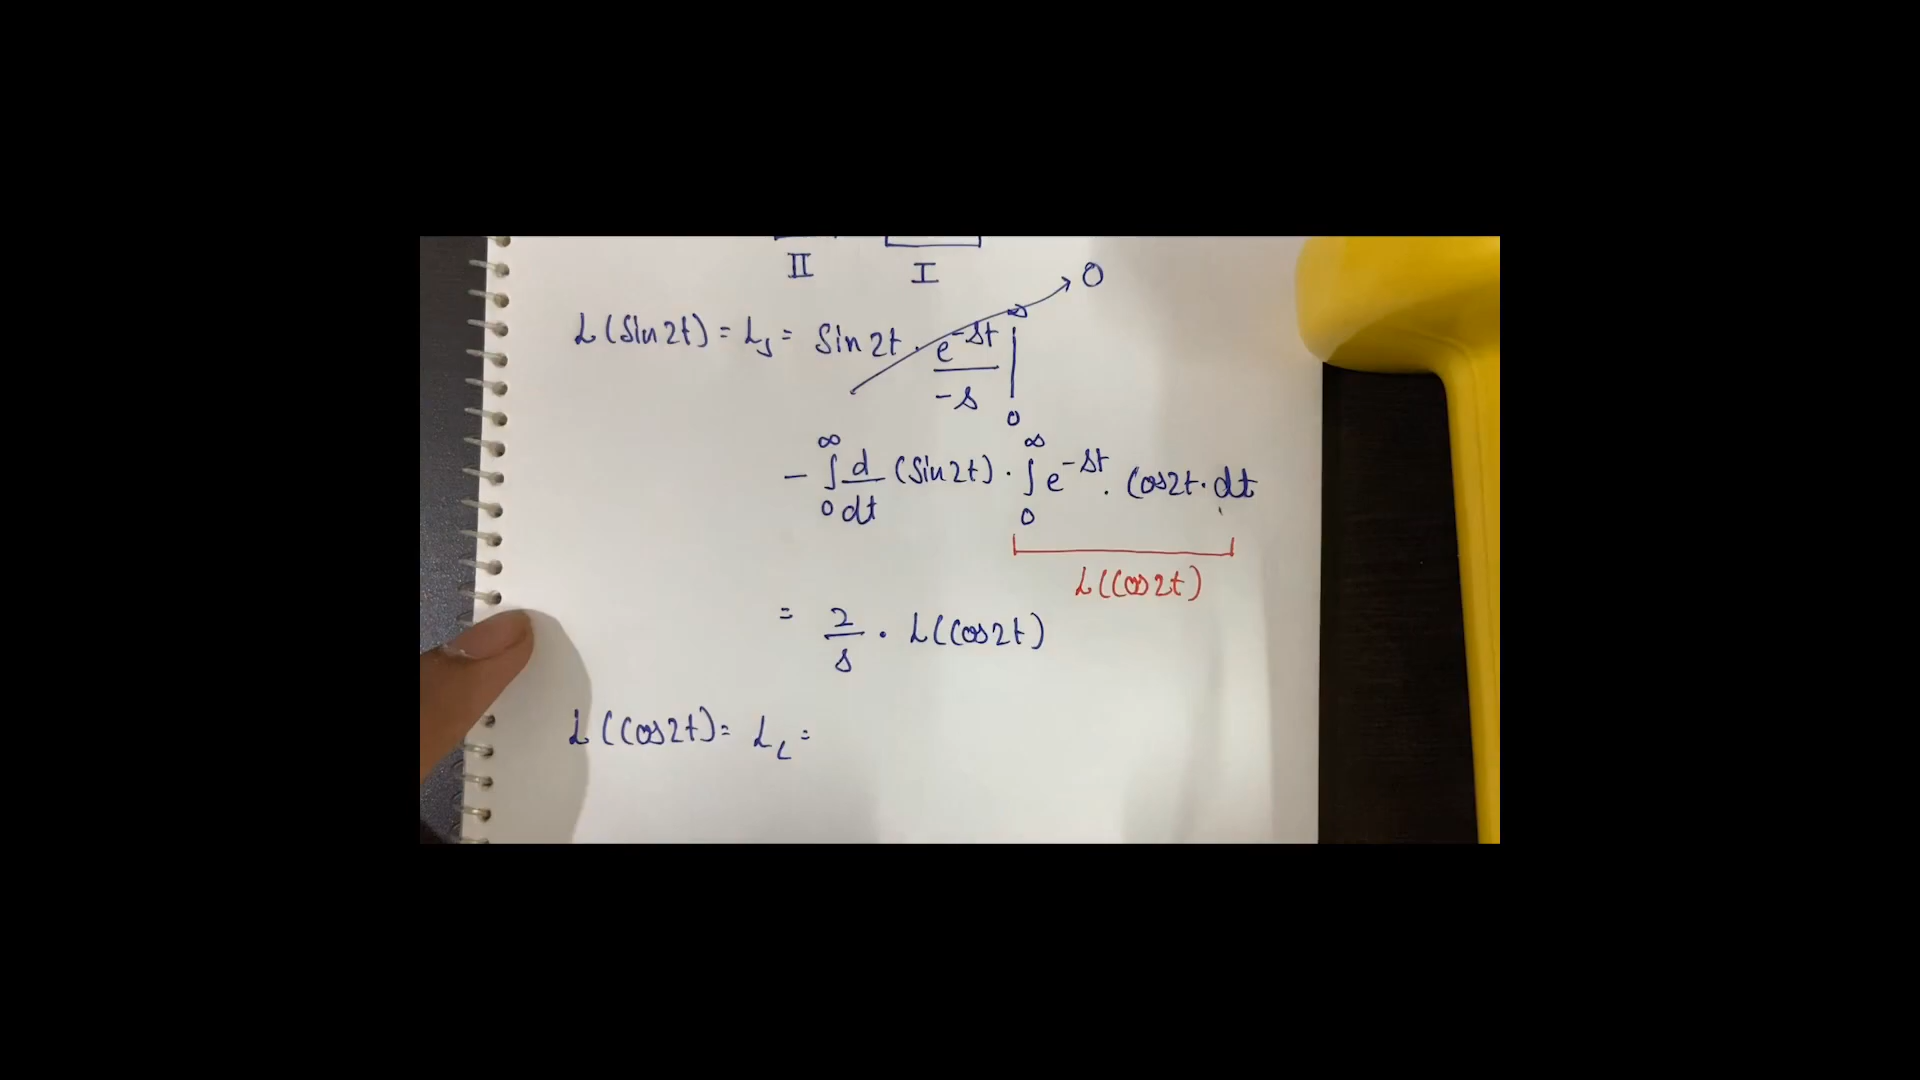 II I
L(Sin2t) = Ls = Sin2t . e^-st / -s |0 ∞ → 0
- ∫0 ∞ d/dt (Sin2t) · ∫0 ∞ e^-st . Cos2t · dt
L(Cos2t)
= 2/s · L(Cos2t)
L(Cos2t) = Lc =